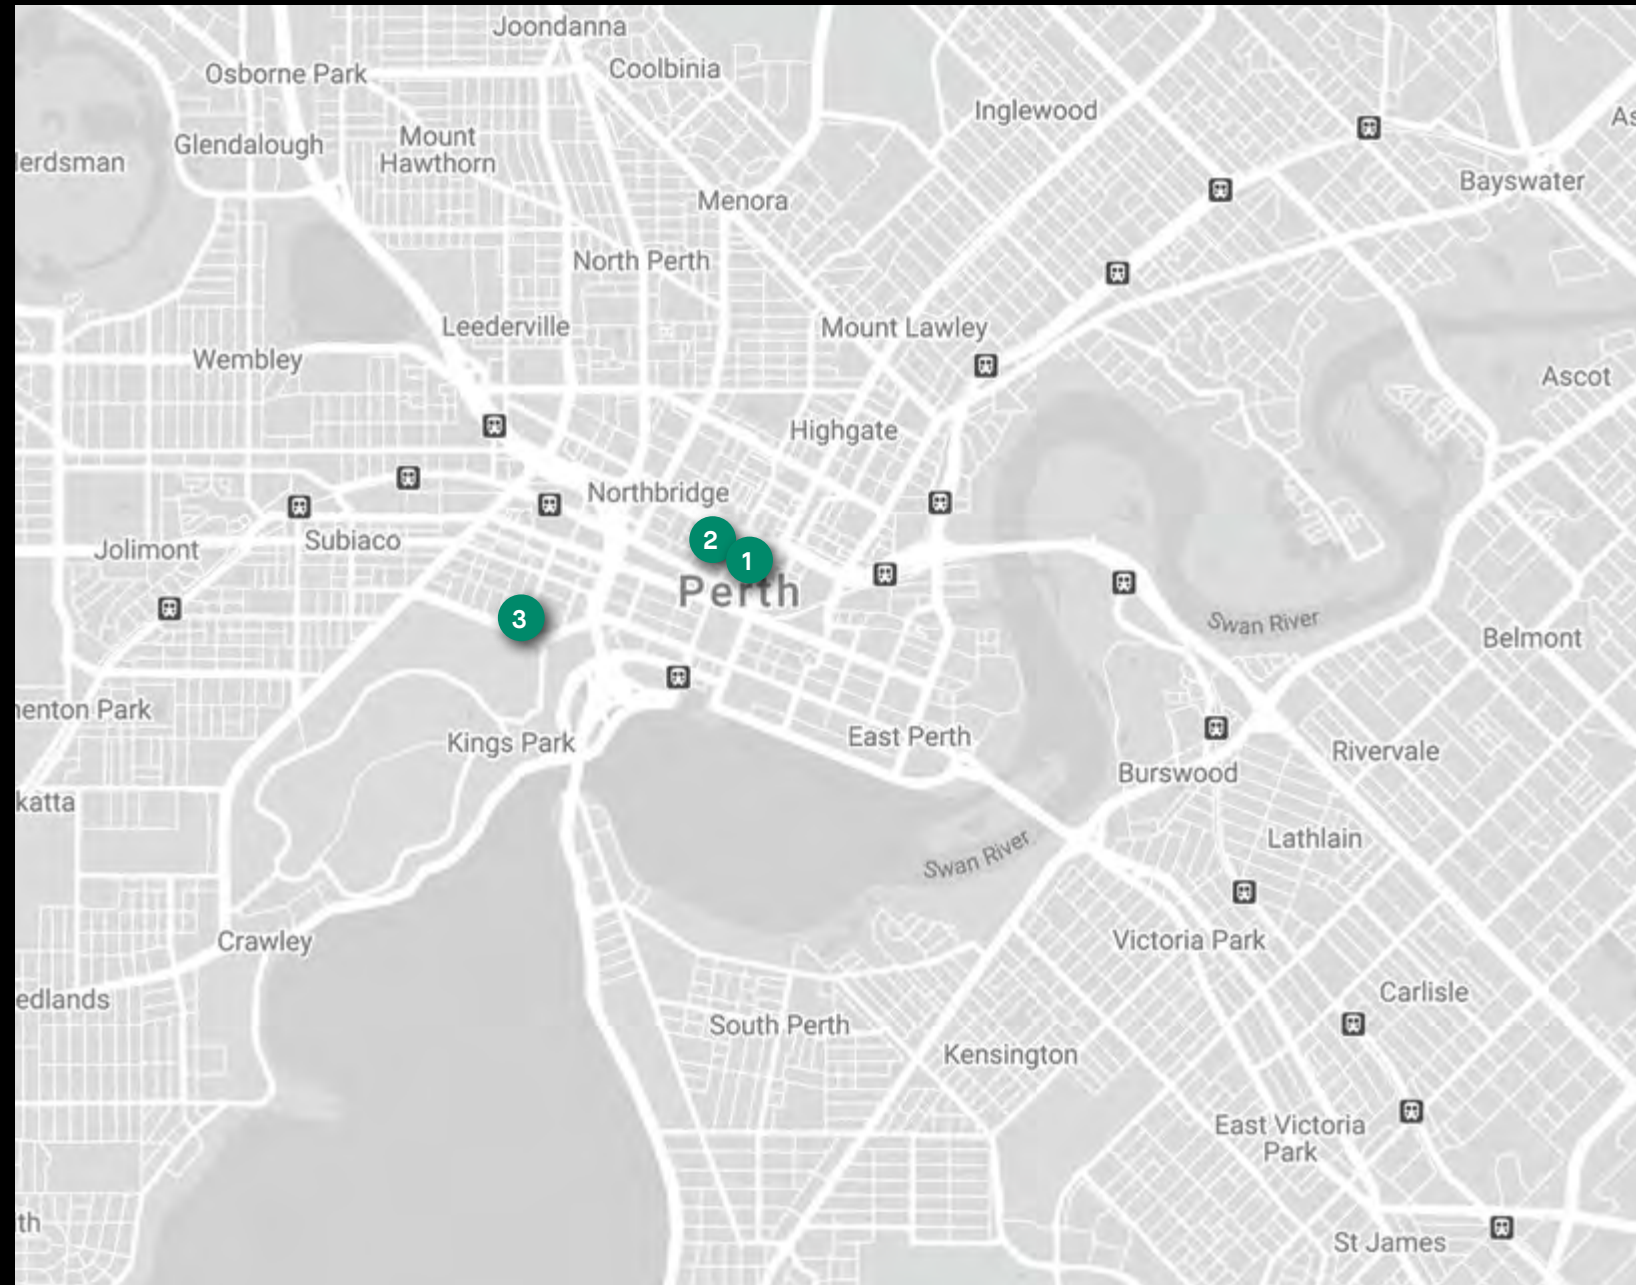 Joondanna
Osborne Park
Coolbinia
Inglewood
As
Glendalough
Mount
Hawthorn
erdsman
Bayswater
Menora
North Perth
Leederville
Mount Lawley
Wembley
Ascot
Highgate
Northbridge
Jolimont
Subiaco
2
1
Perth
3
Swan River
Belmont
enton Park
Kings Park
East Perth
Rivervale
Burswood
katta
Lathlain
Swan River
Crawley
Victoria Park
edlands
Carlisle
South Perth
Kensington
East Victoria
Park
th
St James